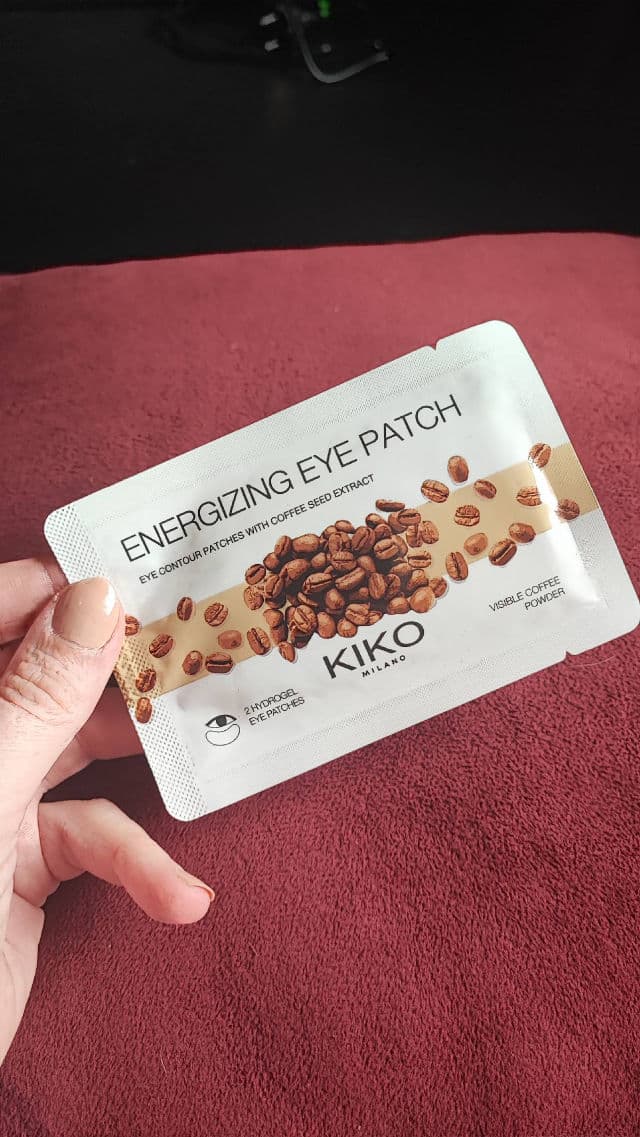 ENERGIZING EYE PATCH
EYE CONTOUR PATCHES WITH COFFEE SEED EXTRACT
VISIBLE COFFEE
POWDER
KIKO
MILANO
2 HYDROGEL
EYE PATCHES